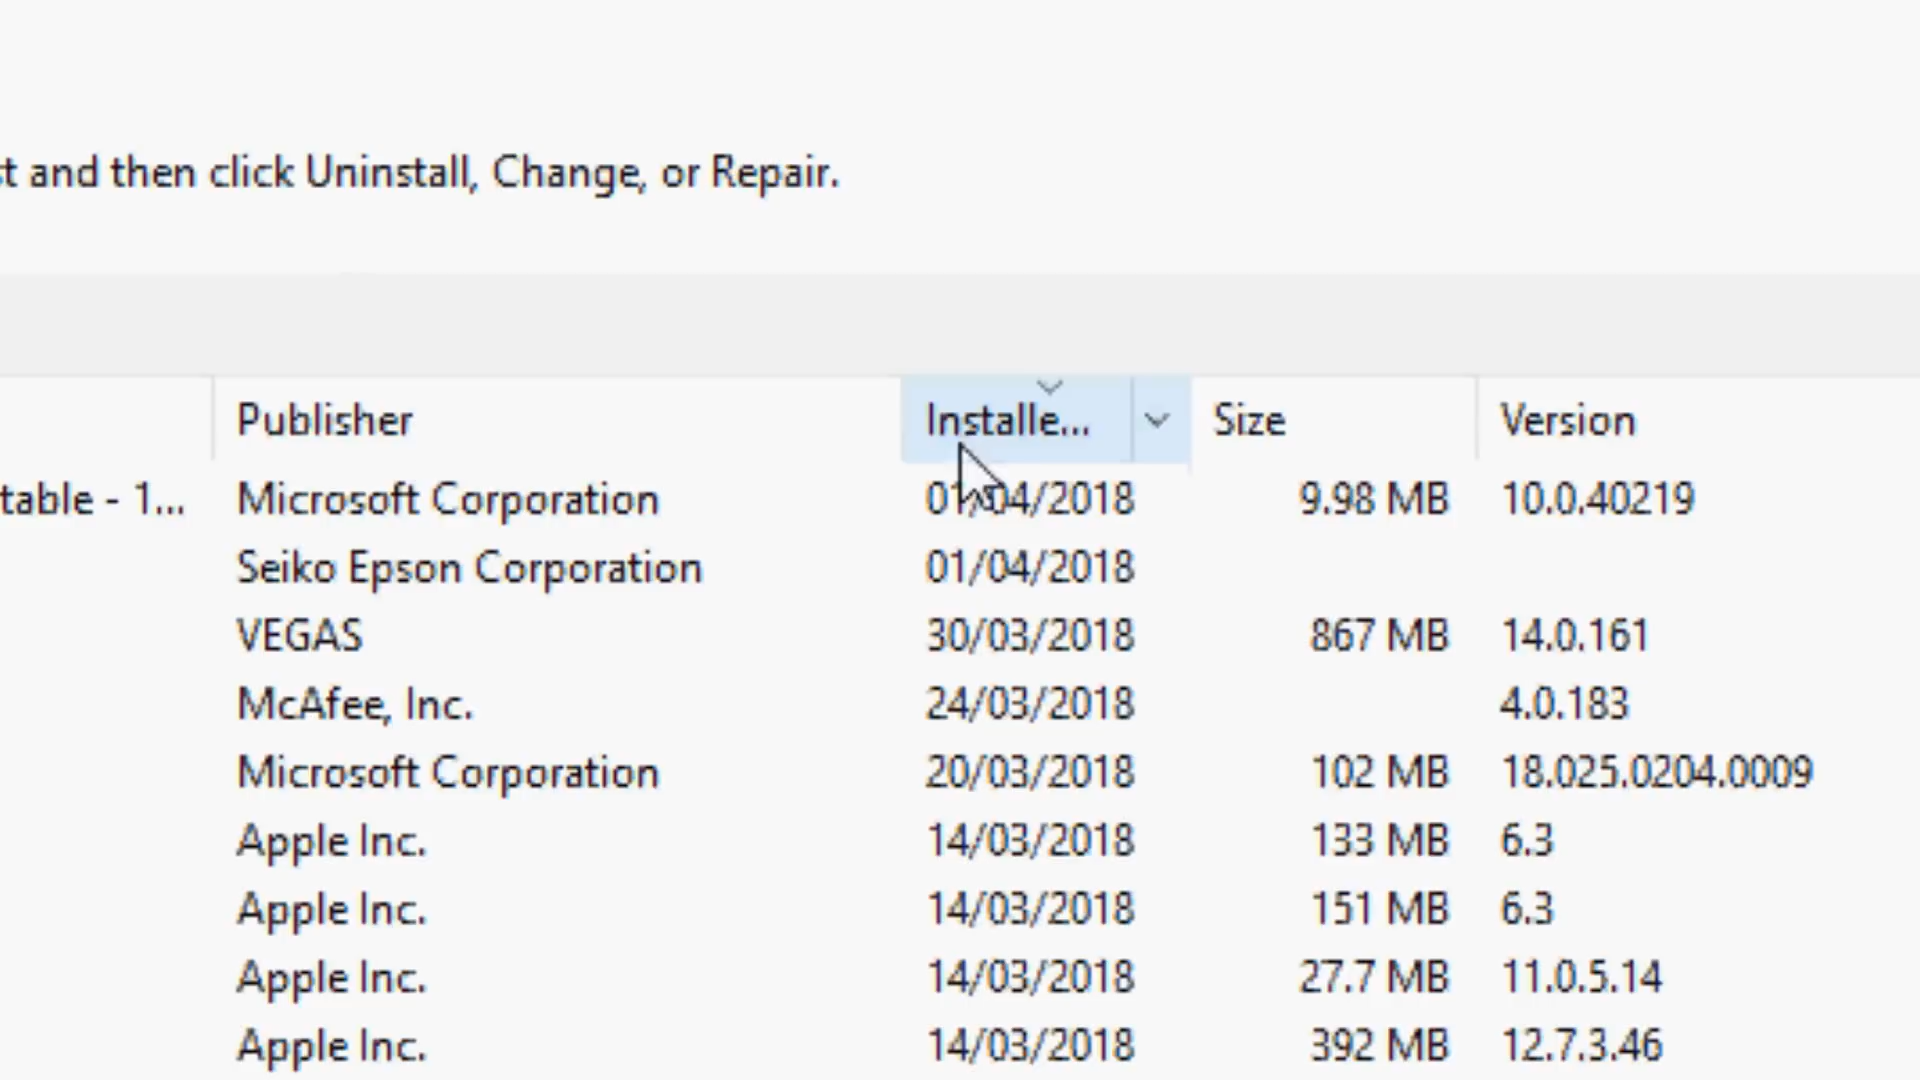 st and then click Uninstall, Change, or Repair.
Publisher Installe... Size Version
table - 1... Microsoft Corporation 01/04/2018 9.98 MB 10.0.40219
Seiko Epson Corporation 01/04/2018
VEGAS 30/03/2018 867 MB 14.0.161
McAfee, Inc. 24/03/2018 4.0.183
Microsoft Corporation 20/03/2018 102 MB 18.025.0204.0009
Apple Inc. 14/03/2018 133 MB 6.3
Apple Inc. 14/03/2018 151 MB 6.3
Apple Inc. 14/03/2018 27.7 MB 11.0.5.14
Apple Inc. 14/03/2018 392 MB 12.7.3.46